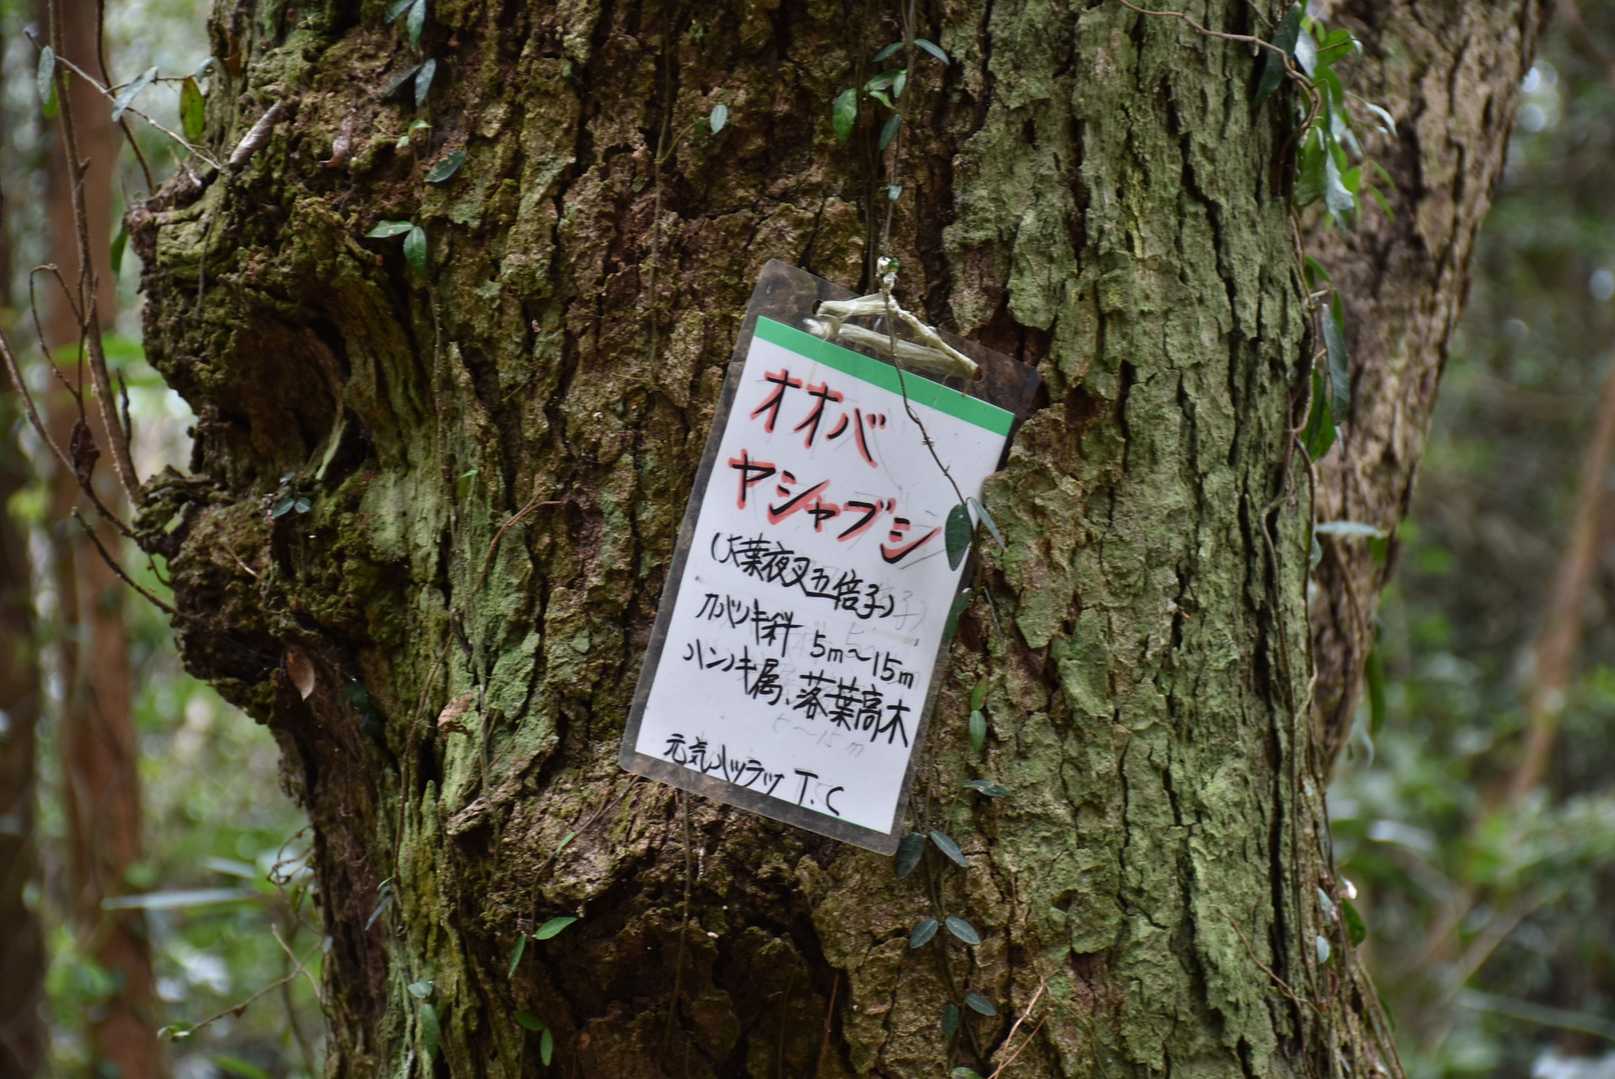 オオバ
ヤシャブシ
(大葉夜叉五倍子)
カバノキ科 5m～15m
ハンノキ属、落葉高木
元気ハツラツ T.C